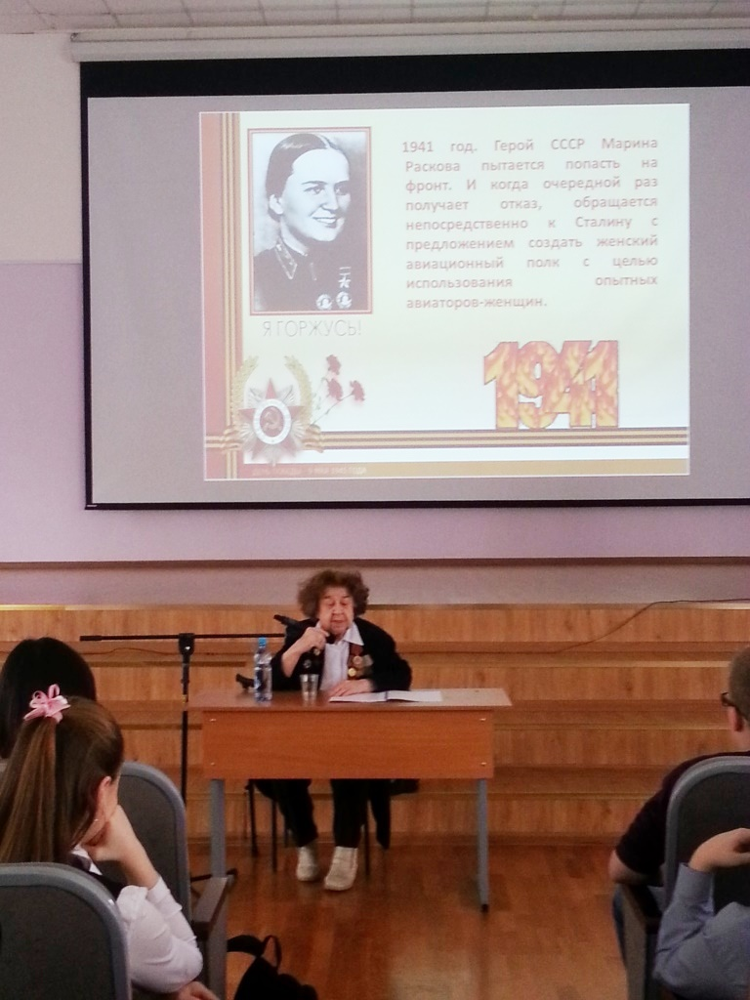 1941 год. Герой СССР Марина
Раскова пытается попасть на
фронт. И когда очередной раз
получает отказ, обращается
непосредственно к Сталину с
предложением создать женский
авиационный полк с целью
использования опытных
авиаторов-женщин.
Я ГОРЖУСЬ!
1941